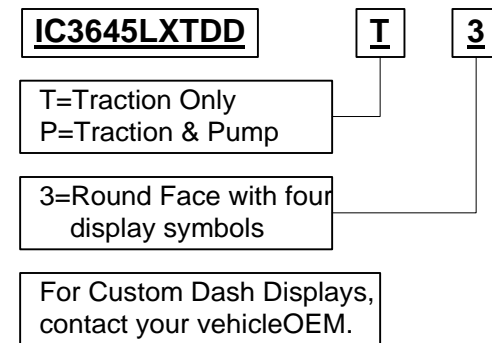 IC3645LXTDD T 3
T=Traction Only
P=Traction & Pump
3=Round Face with four
display symbols
For Custom Dash Displays,
contact your vehicleOEM.